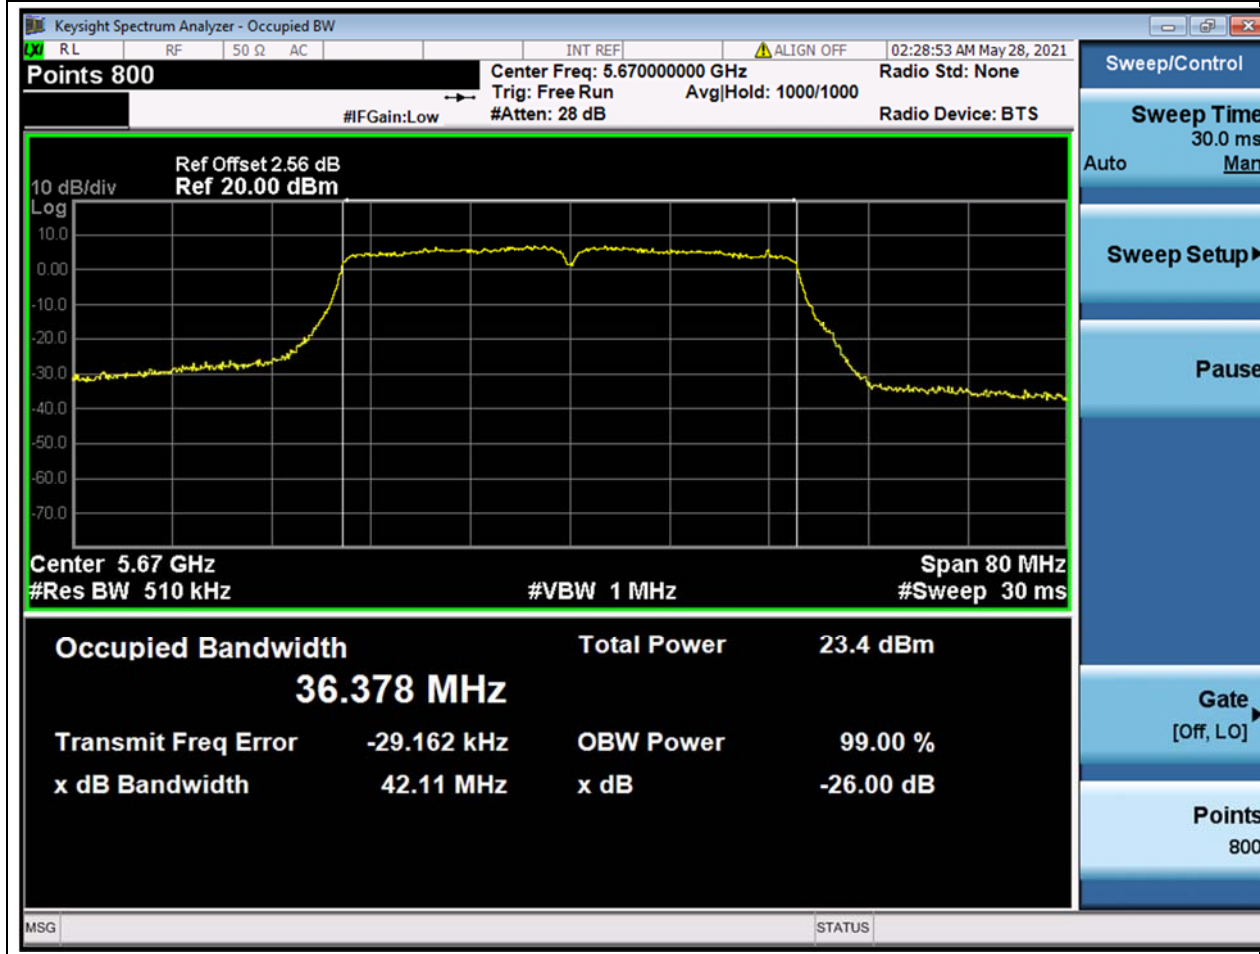 Keysight Spectrum Analyzer - Occupied BW
LXI RL RF 50 Ω AC INT REF ALIGN OFF 02:28:53 AM May 28, 2021
Points 800
Center Freq: 5.670000000 GHz Radio Std: None
Trig: Free Run Avg|Hold: 1000/1000
#IFGain:Low #Atten: 28 dB Radio Device: BTS
Ref Offset 2.56 dB
10 dB/div Ref 20.00 dBm
Log
10.0
0.00
-10.0
-20.0
-30.0
-40.0
-50.0
-60.0
-70.0
Center 5.67 GHz Span 80 MHz
#Res BW 510 kHz #VBW 1 MHz #Sweep 30 ms
Occupied Bandwidth Total Power 23.4 dBm
36.378 MHz
Transmit Freq Error -29.162 kHz OBW Power 99.00 %
x dB Bandwidth 42.11 MHz x dB -26.00 dB
MSG STATUS
Sweep/Control
Sweep Time
30.0 ms
Auto Man
Sweep Setup
Pause
Gate
[Off, LO]
Points
800